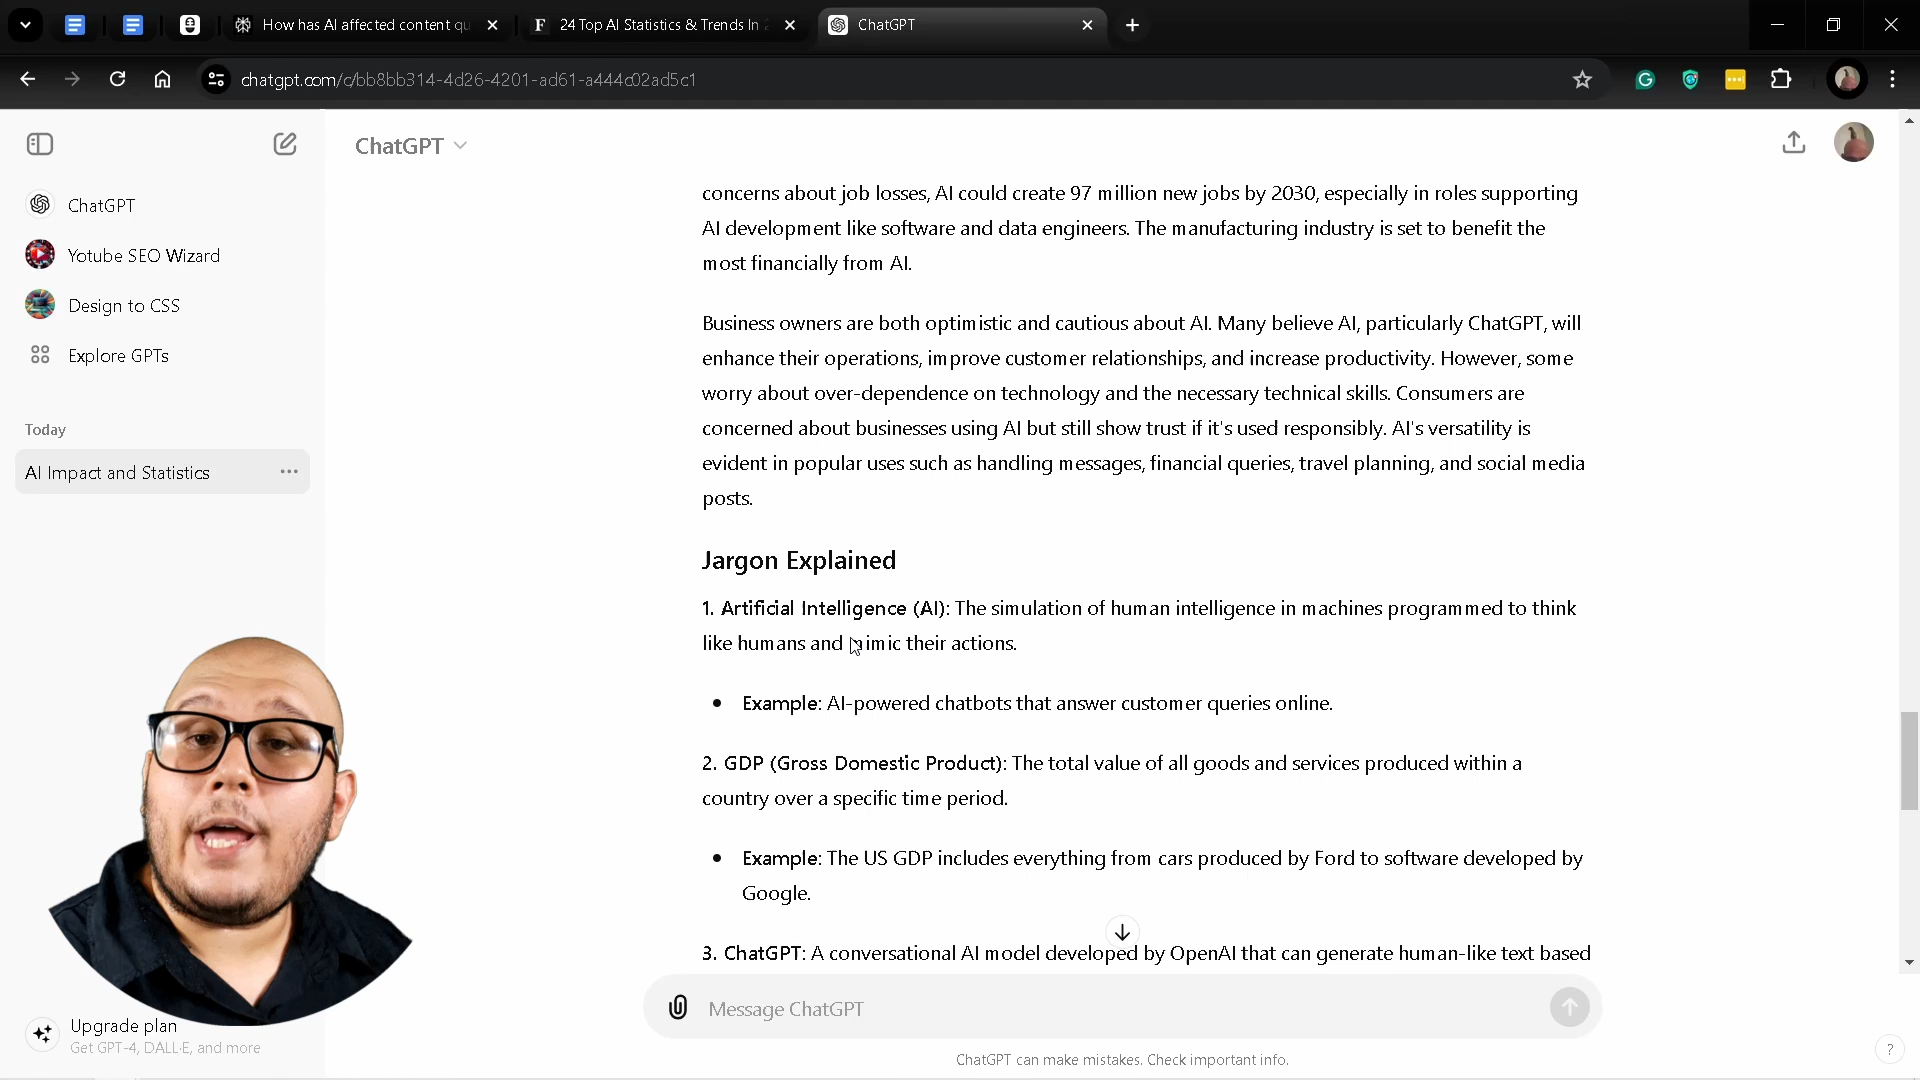 How has AI affected content qu
24 Top AI Statistics & Trends In 2
ChatGPT
chatgpt.com/c/bb8bb314-4d26-4201-ad61-a444c02ad5c1
ChatGPT
ChatGPT
Yotube SEO Wizard
Design to CSS
Explore GPTs
Today
AI Impact and Statistics
concerns about job losses, AI could create 97 million new jobs by 2030, especially in roles supporting
AI development like software and data engineers. The manufacturing industry is set to benefit the
most financially from AI.
Business owners are both optimistic and cautious about AI. Many believe AI, particularly ChatGPT, will
enhance their operations, improve customer relationships, and increase productivity. However, some
worry about over-dependence on technology and the necessary technical skills. Consumers are
concerned about businesses using AI but still show trust if it's used responsibly. AI's versatility is
evident in popular uses such as handling messages, financial queries, travel planning, and social media
posts.
Jargon Explained
1. Artificial Intelligence (AI): The simulation of human intelligence in machines programmed to think
like humans and mimic their actions.
• Example: AI-powered chatbots that answer customer queries online.
2. GDP (Gross Domestic Product): The total value of all goods and services produced within a
country over a specific time period.
• Example: The US GDP includes everything from cars produced by Ford to software developed by
Google.
3. ChatGPT: A conversational AI model developed by OpenAI that can generate human-like text based
Message ChatGPT
Upgrade plan
Get GPT-4, DALL·E, and more
ChatGPT can make mistakes. Check important info.
?